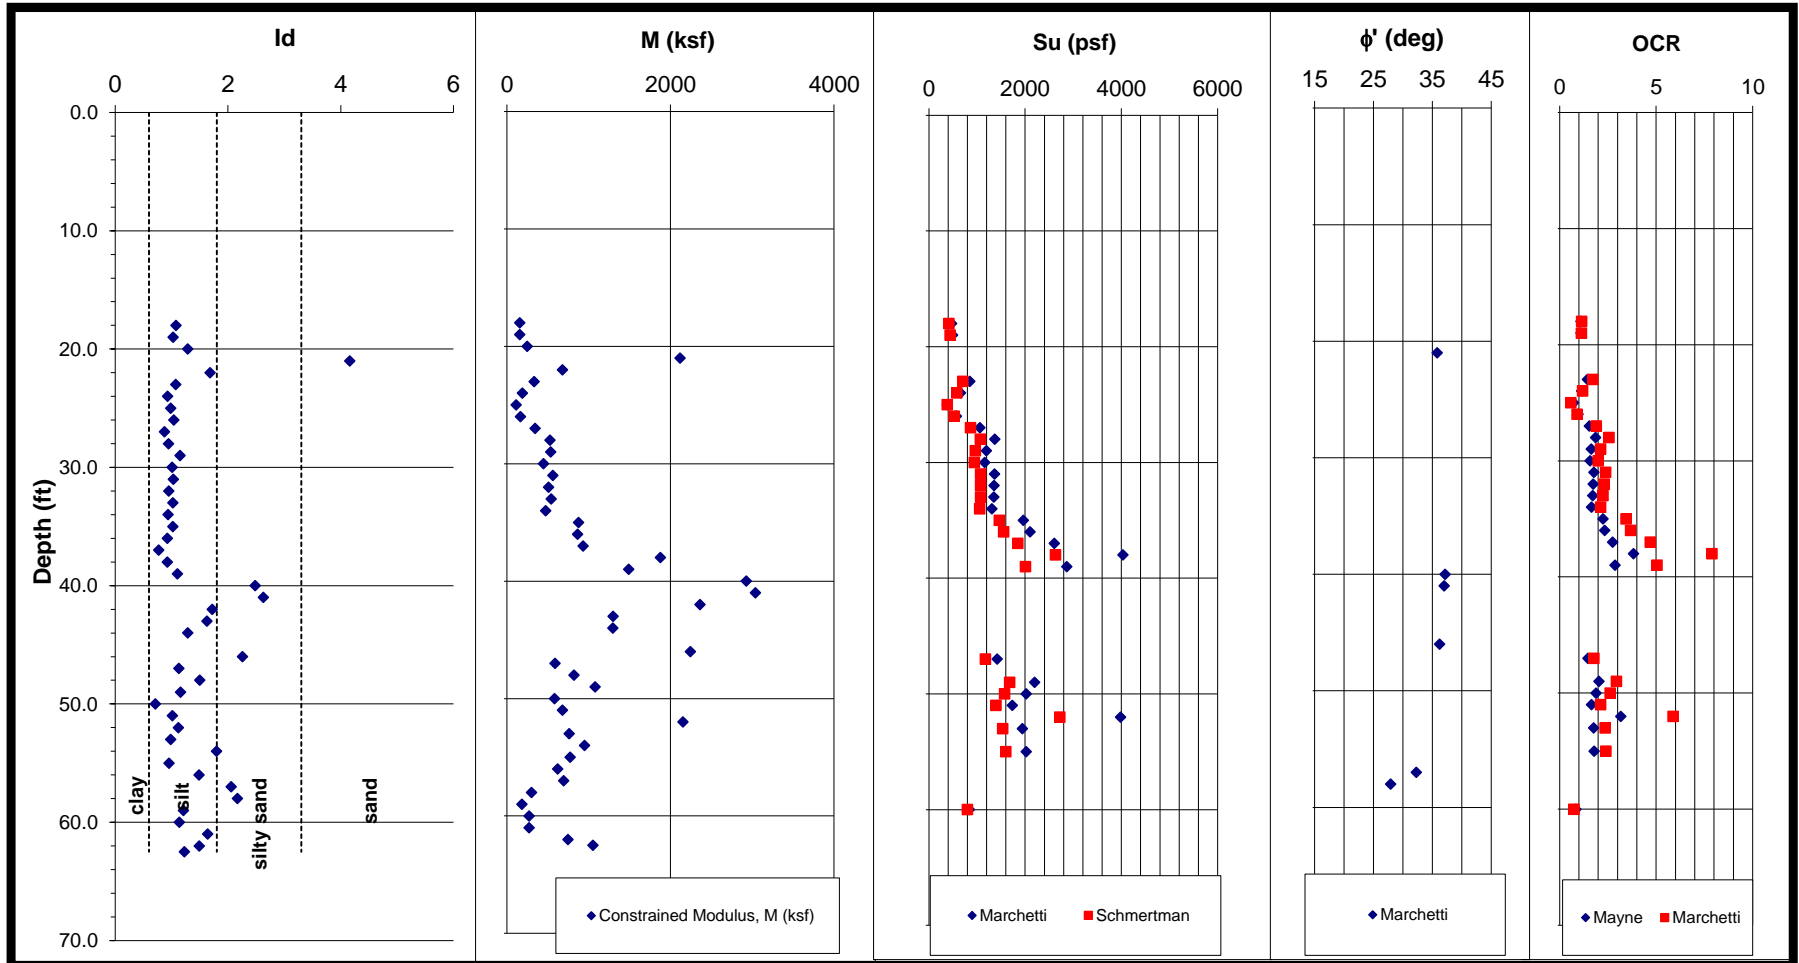 Id
M (ksf)
Su (psf)
ϕ' (deg)
OCR
0 2 4 6
0 2000 4000
0 2000 4000 6000
15 25 35 45
0 5 10
0.0
10.0
20.0
30.0
40.0
50.0
60.0
70.0
Depth (ft)
clay
silt
silty sand
sand
Constrained Modulus, M (ksf)
Marchetti Schmertman
Marchetti
Mayne Marchetti